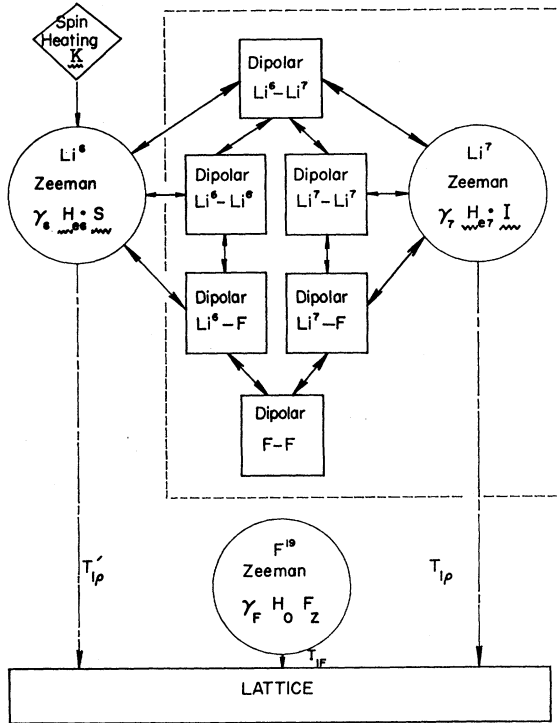 Spin
Heating
K
Li⁶
Zeeman
γ₆ Hₑ₆ • S
Dipolar
Li⁶–Li⁷
Dipolar
Li⁶–Li⁶
Dipolar
Li⁷–Li⁷
Li⁷
Zeeman
γ₇ Hₑ₇ • I
Dipolar
Li⁶–F
Dipolar
Li⁷–F
Dipolar
F–F
T₁ρ′
F¹⁹
Zeeman
γF H₀ FZ
T₁ρ
T₁F
LATTICE